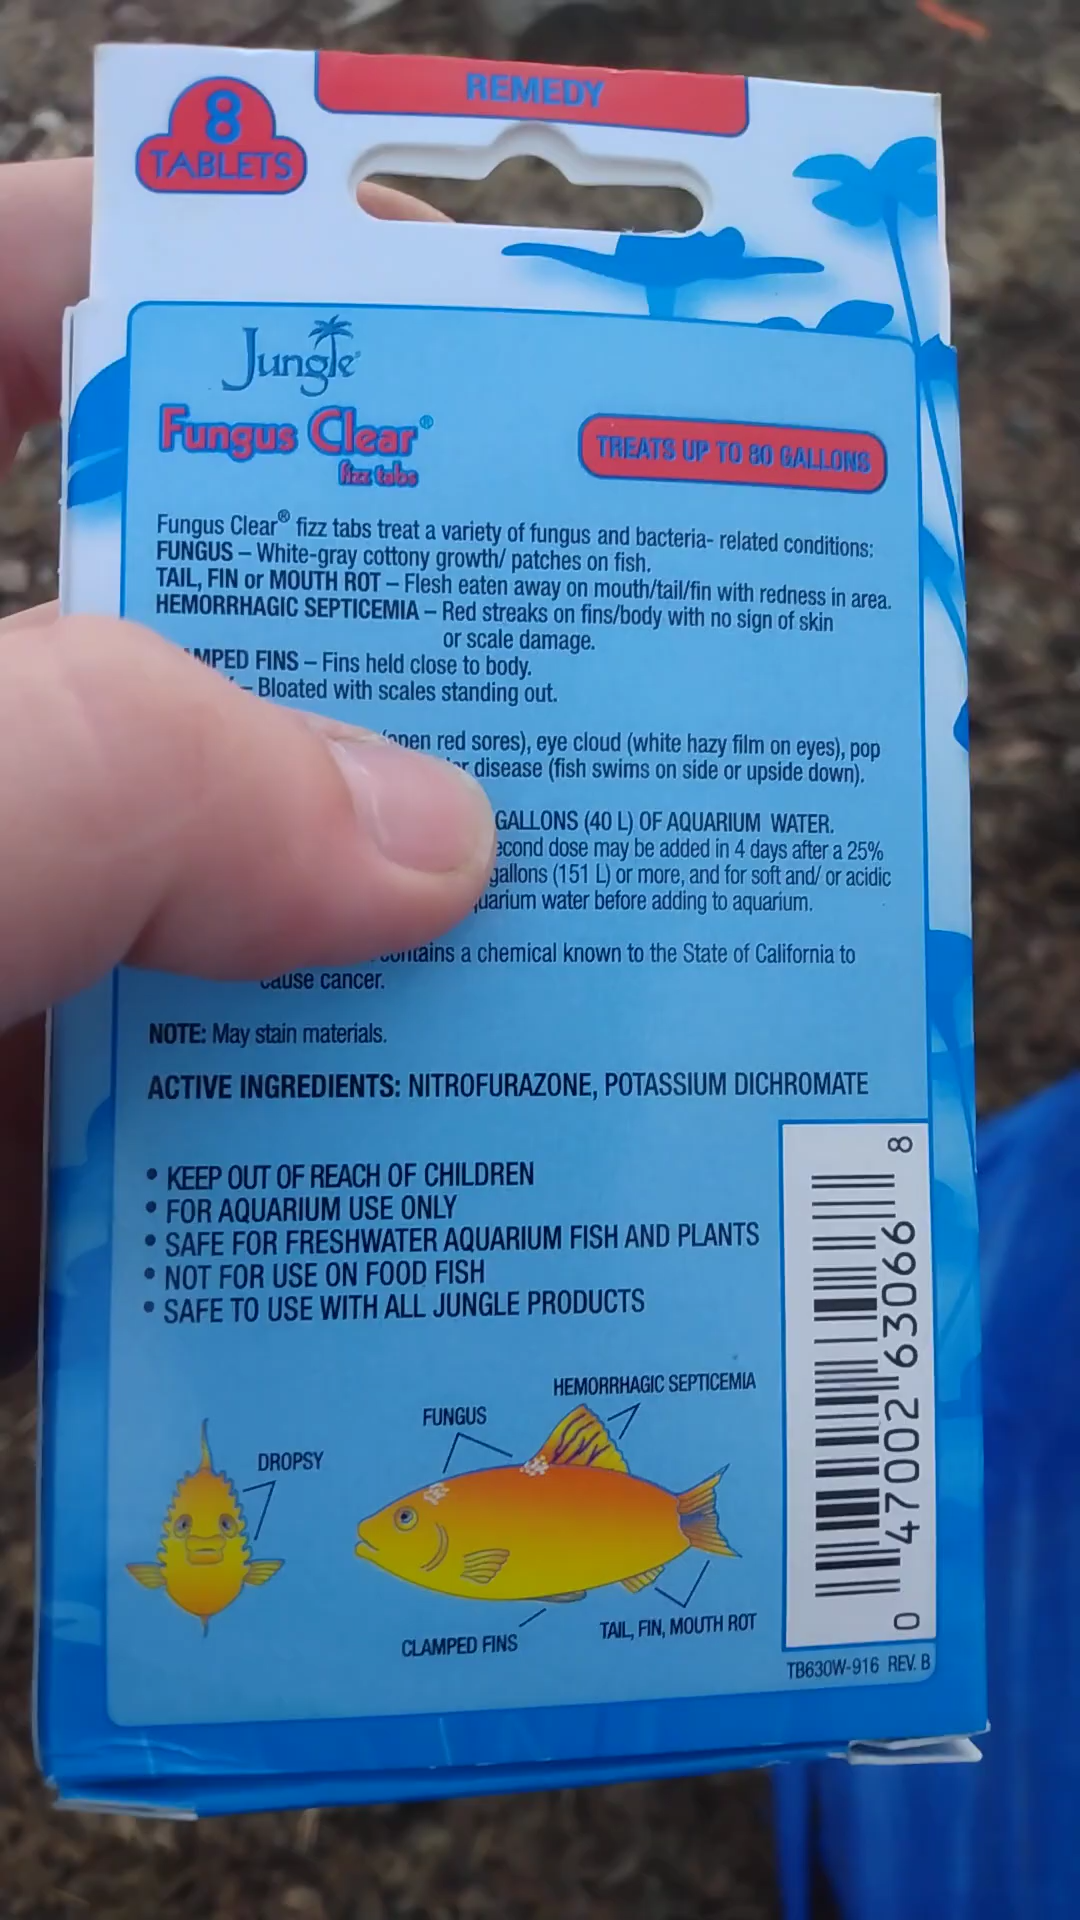 REMEDY
8
TABLETS
Jungle
Fungus Clear®
fizz tabs
TREATS UP TO 80 GALLONS
Fungus Clear® fizz tabs treat a variety of fungus and bacteria- related conditions:
FUNGUS – White-gray cottony growth/ patches on fish.
TAIL, FIN or MOUTH ROT – Flesh eaten away on mouth/tail/fin with redness in area.
HEMORRHAGIC SEPTICEMIA – Red streaks on fins/body with no sign of skin
or scale damage.
FINS – Fins held close to body.
– Bloated with scales standing out.
(open red sores), eye cloud (white hazy film on eyes), pop
disease (fish swims on side or upside down).
GALLONS (40 L) OF AQUARIUM WATER.
dose may be added in 4 days after a 25%
gallons (151 L) or more, and for soft and/ or acidic
water before adding to aquarium.
contains a chemical known to the State of California to
cause cancer.
NOTE: May stain materials.
ACTIVE INGREDIENTS: NITROFURAZONE, POTASSIUM DICHROMATE
• KEEP OUT OF REACH OF CHILDREN
• FOR AQUARIUM USE ONLY
• SAFE FOR FRESHWATER AQUARIUM FISH AND PLANTS
• NOT FOR USE ON FOOD FISH
• SAFE TO USE WITH ALL JUNGLE PRODUCTS
HEMORRHAGIC SEPTICEMIA
FUNGUS
DROPSY
TAIL, FIN, MOUTH ROT
CLAMPED FINS
0 47002 63066 8
TB630W-916 REV. B